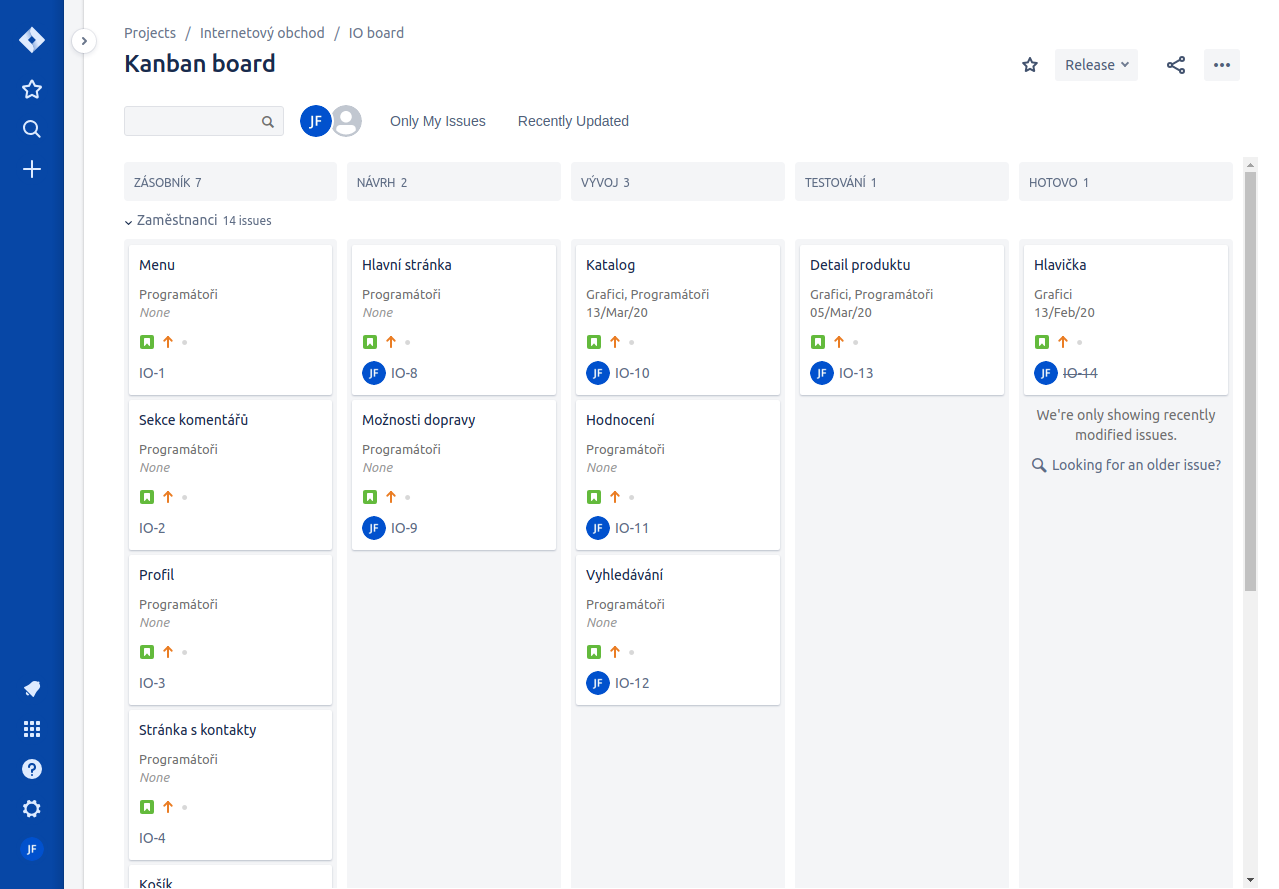 Projects / Internetový obchod / IO board
Kanban board
Release
JF
Only My Issues
Recently Updated
ZÁSOBNÍK 7
NÁVRH 2
VÝVOJ 3
TESTOVÁNÍ 1
HOTOVO 1
Zaměstnanci 14 issues
Menu
Programátoři
None
IO-1
Sekce komentářů
Programátoři
None
IO-2
Profil
Programátoři
None
IO-3
Stránka s kontakty
Programátoři
None
IO-4
Košík
Hlavní stránka
Programátoři
None
JF IO-8
Možnosti dopravy
Programátoři
None
JF IO-9
Katalog
Grafici, Programátoři
13/Mar/20
JF IO-10
Hodnocení
Programátoři
None
JF IO-11
Vyhledávání
Programátoři
None
JF IO-12
Detail produktu
Grafici, Programátoři
05/Mar/20
JF IO-13
Hlavička
Grafici
13/Feb/20
JF IO-14
We're only showing recently
modified issues.
Looking for an older issue?
JF